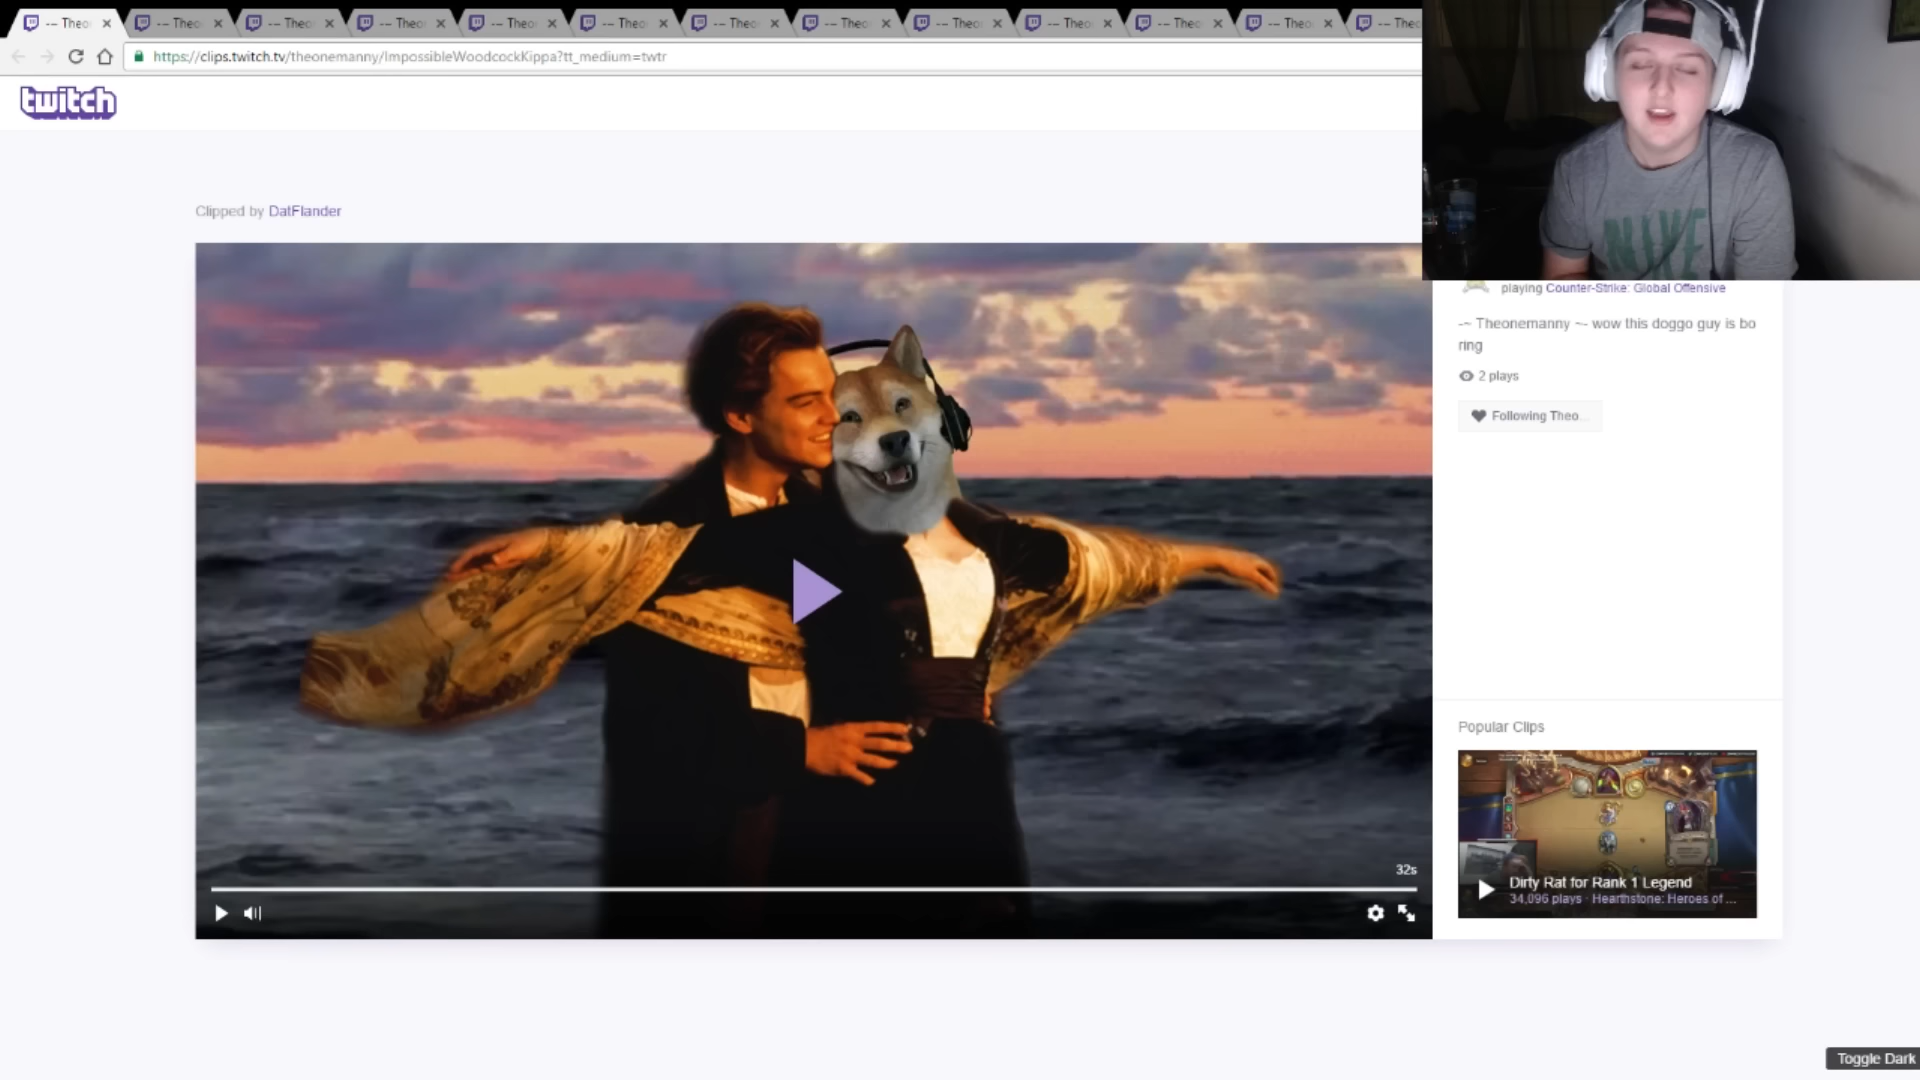 -- Theo
-- Theo
-- Theo
-- Theo
-- Theo
-- Theo
-- Theo
-- Theo
-- Theo
-- Theo
-- Theo
-- Theo
-- Theo
https://clips.twitch.tv/theonemanny/ImpossibleWoodcockKippa?tt_medium=twtr
twitch
NIKE
Clipped by DatFlander
playing Counter-Strike: Global Offensive
-~ Theonemanny ~- wow this doggo guy is bo
ring
2 plays
Following Theo...
Popular Clips
32s
Dirty Rat for Rank 1 Legend
34,096 plays · Hearthstone: Heroes of ...
Toggle Dark